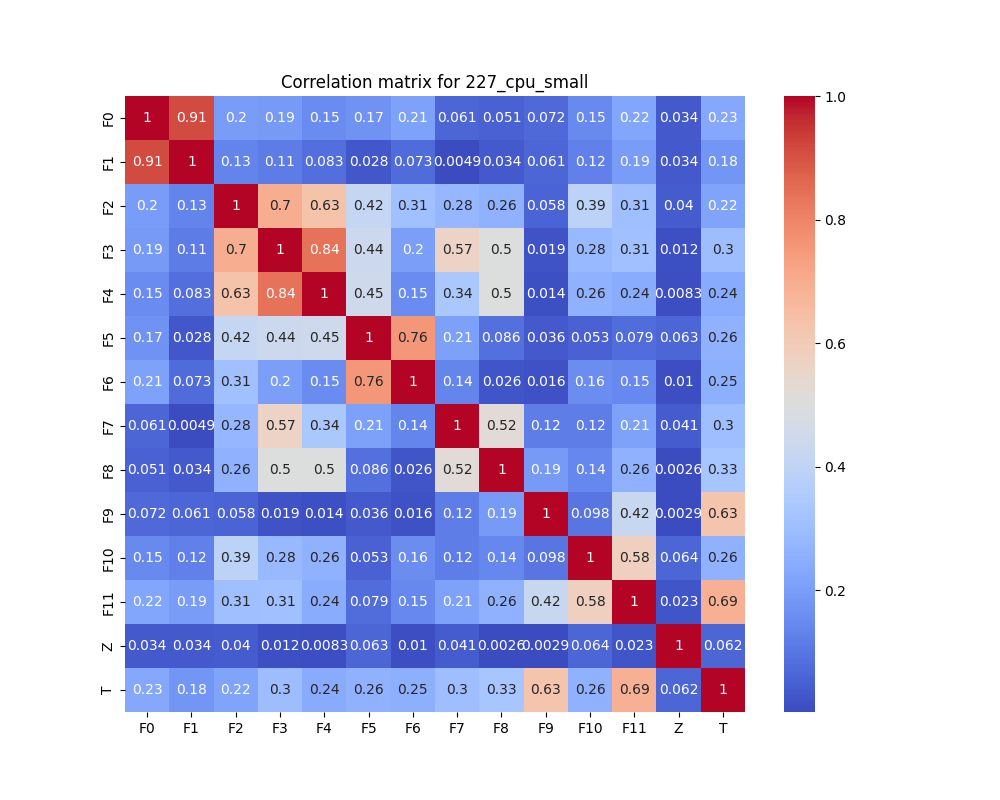 Correlation matrix for 227_cpu_small
F0 1 0.91 0.2 0.19 0.15 0.17 0.21 0.061 0.051 0.072 0.15 0.22 0.034 0.23
F1 0.91 1 0.13 0.11 0.083 0.028 0.073 0.0049 0.034 0.061 0.12 0.19 0.034 0.18
F2 0.2 0.13 1 0.7 0.63 0.42 0.31 0.28 0.26 0.058 0.39 0.31 0.04 0.22
F3 0.19 0.11 0.7 1 0.84 0.44 0.2 0.57 0.5 0.019 0.28 0.31 0.012 0.3
F4 0.15 0.083 0.63 0.84 1 0.45 0.15 0.34 0.5 0.014 0.26 0.24 0.0083 0.24
F5 0.17 0.028 0.42 0.44 0.45 1 0.76 0.21 0.086 0.036 0.053 0.079 0.063 0.26
F6 0.21 0.073 0.31 0.2 0.15 0.76 1 0.14 0.026 0.016 0.16 0.15 0.01 0.25
F7 0.061 0.0049 0.28 0.57 0.34 0.21 0.14 1 0.52 0.12 0.12 0.21 0.041 0.3
F8 0.051 0.034 0.26 0.5 0.5 0.086 0.026 0.52 1 0.19 0.14 0.26 0.0026 0.33
F9 0.072 0.061 0.058 0.019 0.014 0.036 0.016 0.12 0.19 1 0.098 0.42 0.0029 0.63
F10 0.15 0.12 0.39 0.28 0.26 0.053 0.16 0.12 0.14 0.098 1 0.58 0.064 0.26
F11 0.22 0.19 0.31 0.31 0.24 0.079 0.15 0.21 0.26 0.42 0.58 1 0.023 0.69
Z 0.034 0.034 0.04 0.012 0.0083 0.063 0.01 0.041 0.0026 0.0029 0.064 0.023 1 0.062
T 0.23 0.18 0.22 0.3 0.24 0.26 0.25 0.3 0.33 0.63 0.26 0.69 0.062 1
F0 F1 F2 F3 F4 F5 F6 F7 F8 F9 F10 F11 Z T
1.0
0.8
0.6
0.4
0.2